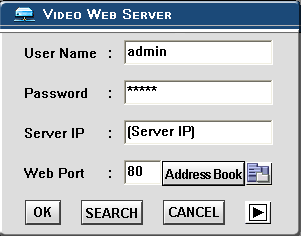 VIDEO WEB SERVER
User Name : admin
Password : *****
Server IP : (Server IP)
Web Port : 80 Address Book
OK SEARCH CANCEL